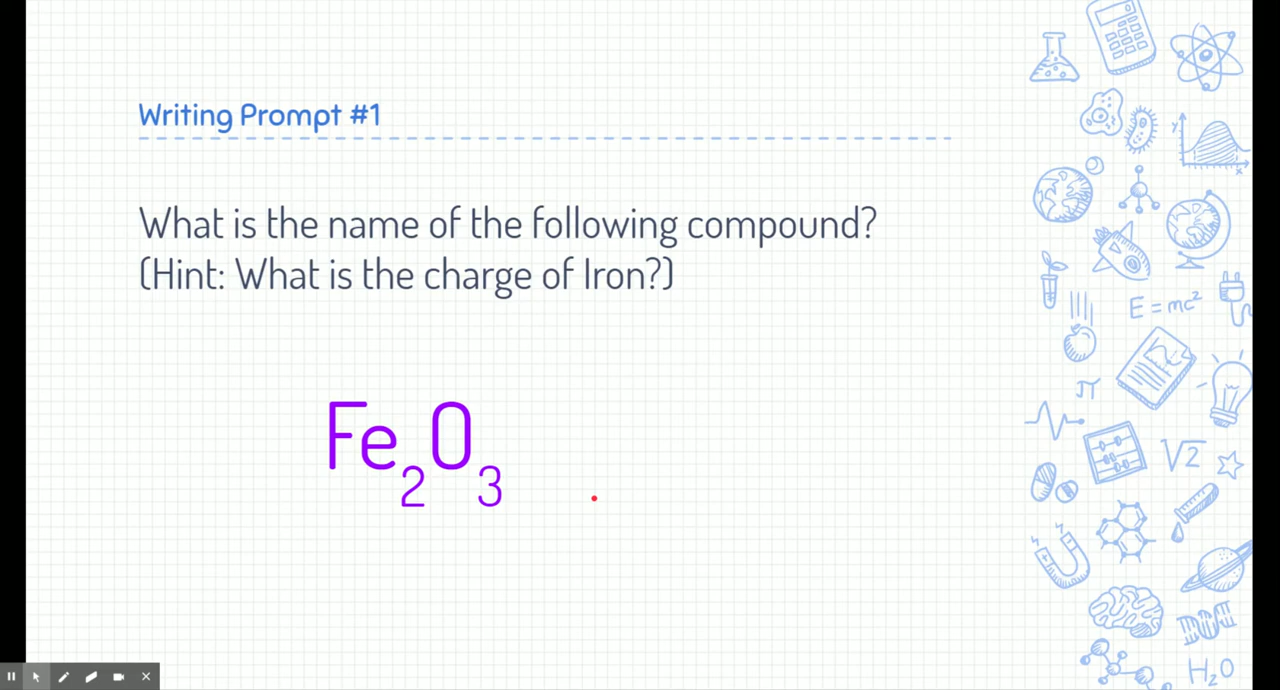 Writing Prompt #1
What is the name of the following compound?
(Hint: What is the charge of Iron?)
Fe₂O₃
y
x
E = mc²
π
√2
H₂O